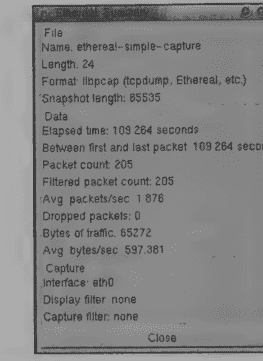 Ethereal Summary
File
Name: ethereal-simple-capture
Length: 24
Format: libpcap (tcpdump, Ethereal, etc.)
Snapshot length: 65535
Data
Elapsed time: 109 264 seconds
Between first and last packet 109 264 seco
Packet count: 205
Filtered packet count: 205
Avg packets/sec 1 876
Dropped packets: 0
Bytes of traffic: 65272
Avg bytes/sec 597.381
Capture
Interface: eth0
Display filter: none
Capture filter: none
Close